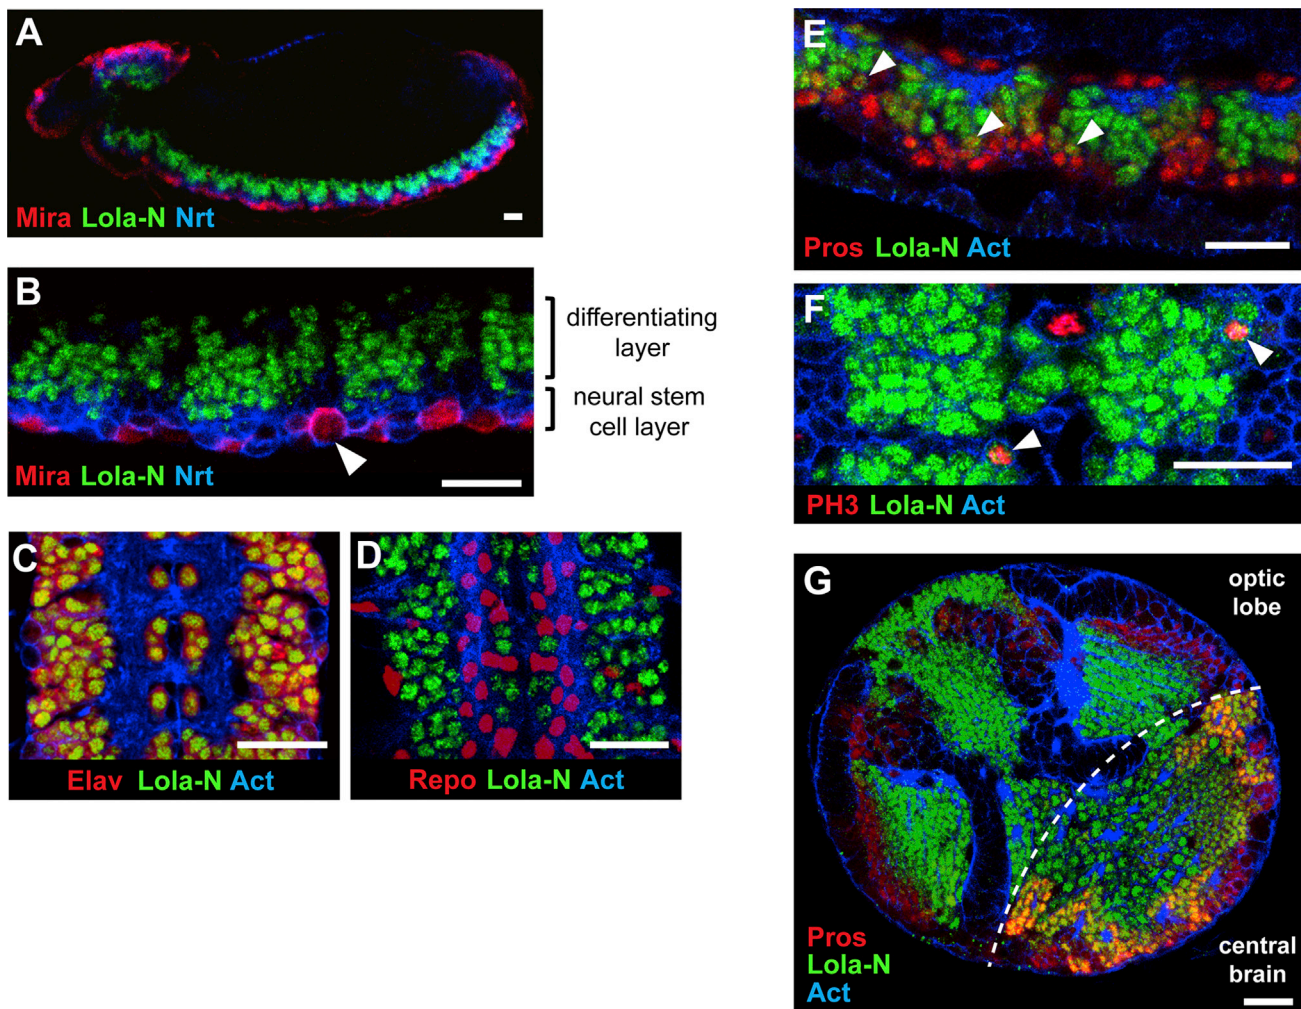 A
Mira Lola-N Nrt
B
differentiating
layer
neural stem
cell layer
Mira Lola-N Nrt
C
Elav Lola-N Act
D
Repo Lola-N Act
E
Pros Lola-N Act
F
PH3 Lola-N Act
G
optic
lobe
Pros
Lola-N
Act
central
brain